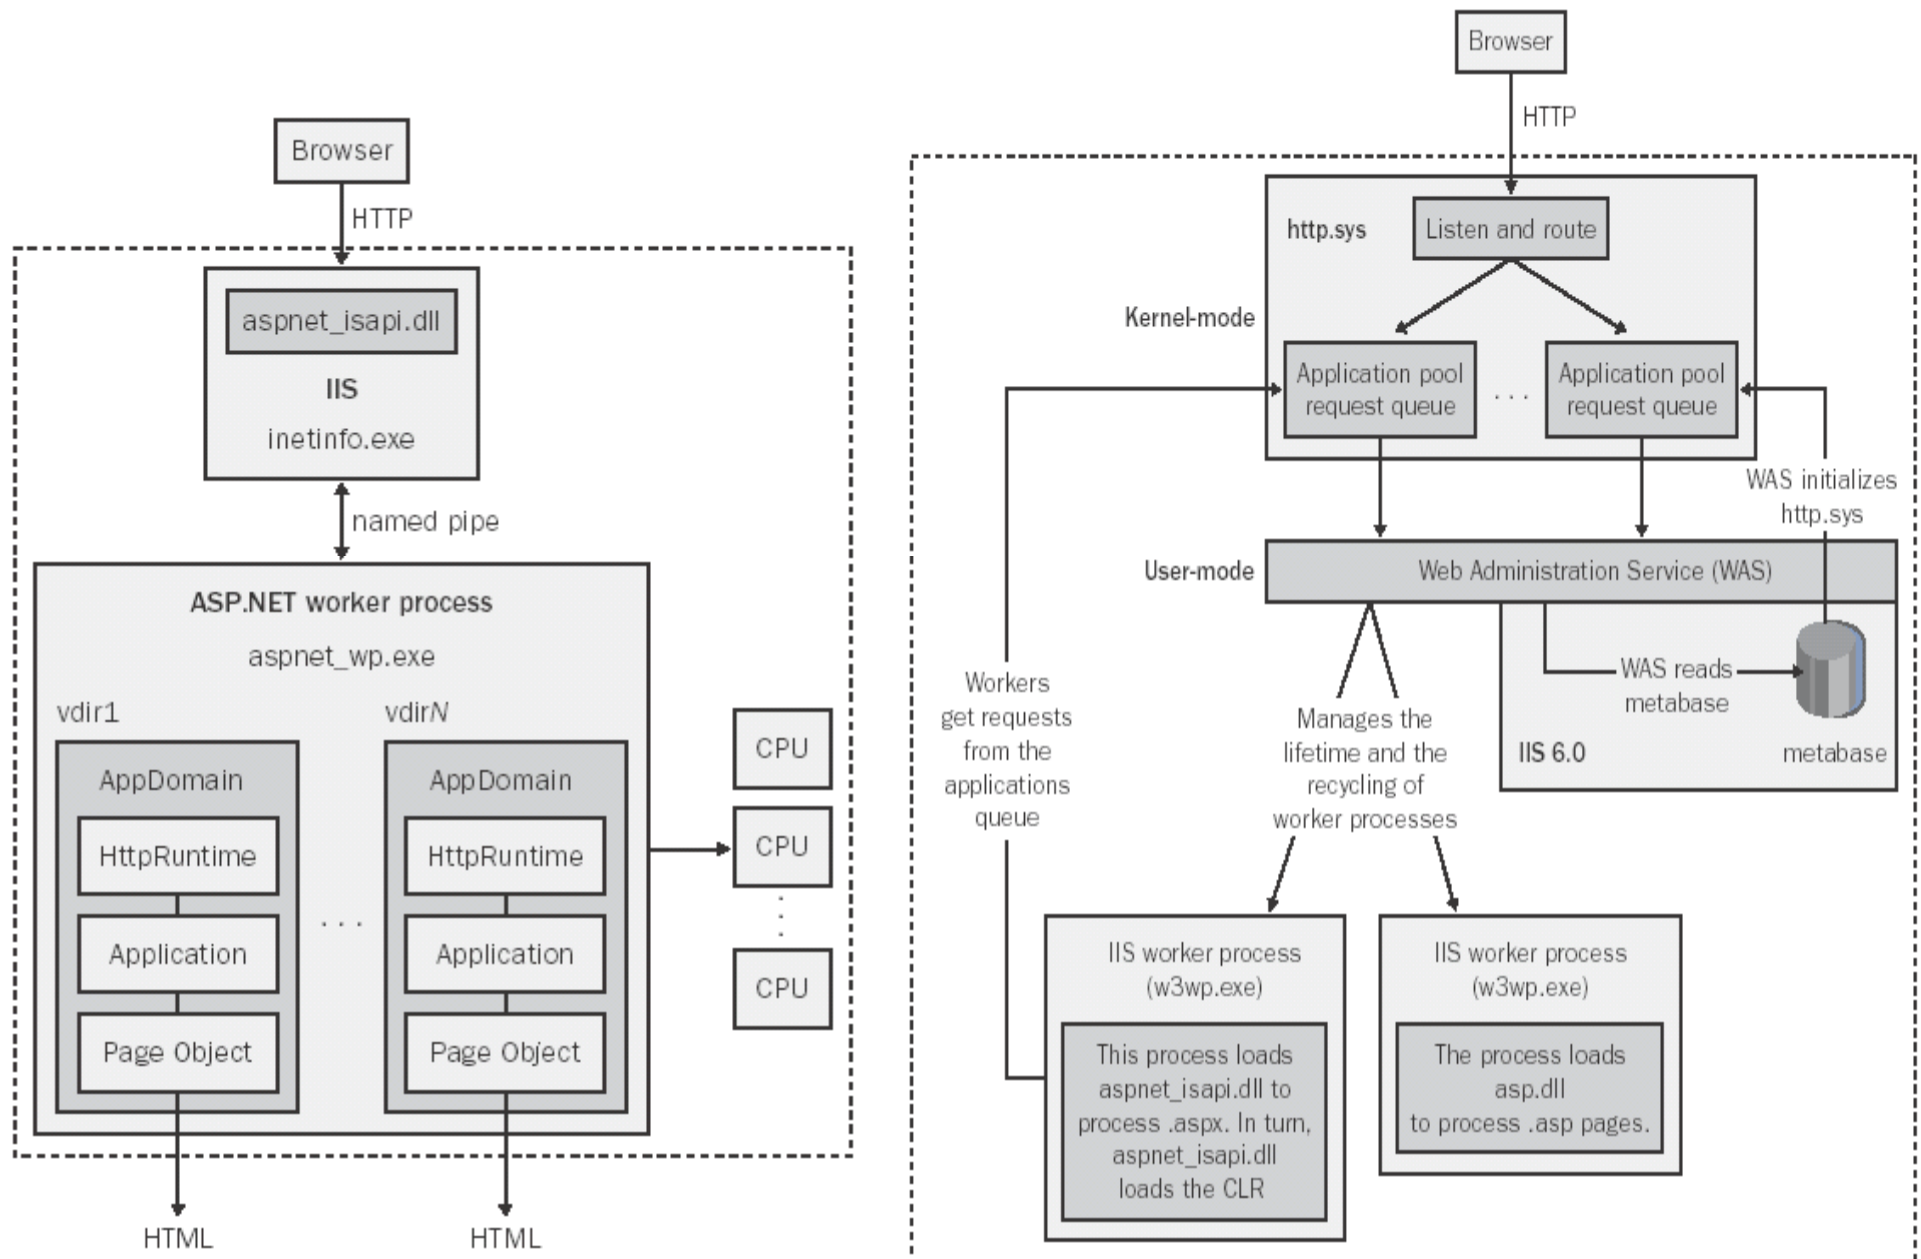 Browser
HTTP
aspnet_isapi.dll
IIS
inetinfo.exe
named pipe
ASP.NET worker process
aspnet_wp.exe
vdir1
vdirN
AppDomain
HttpRuntime
Application
Page Object
HTML
. . .
AppDomain
HttpRuntime
Application
Page Object
HTML
CPU
CPU
CPU
Browser
HTTP
http.sys
Listen and route
Kernel-mode
Application pool
request queue
. . .
Application pool
request queue
WAS initializes
http.sys
User-mode
Web Administration Service (WAS)
WAS reads
metabase
IIS 6.0
metabase
Workers
get requests
from the
applications
queue
Manages the
lifetime and the
recycling of
worker processes
IIS worker process
(w3wp.exe)
This process loads
aspnet_isapi.dll to
process .aspx. In turn,
aspnet_isapi.dll
loads the CLR
IIS worker process
(w3wp.exe)
The process loads
asp.dll
to process .asp pages.